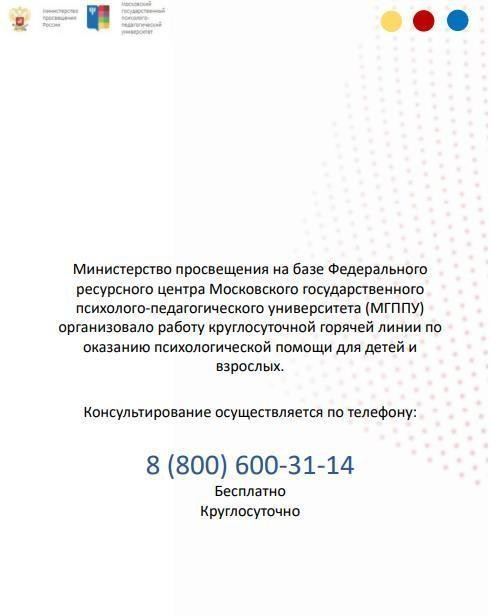 Министерство
просвещения
России
Московский
государственный
психолого-
педагогический
университет
Министерство просвещения на базе Федерального
ресурсного центра Московского государственного
психолого-педагогического университета (МГППУ)
организовало работу круглосуточной горячей линии по
оказанию психологической помощи для детей и
взрослых.
Консультирование осуществляется по телефону:
8 (800) 600-31-14
Бесплатно
Круглосуточно